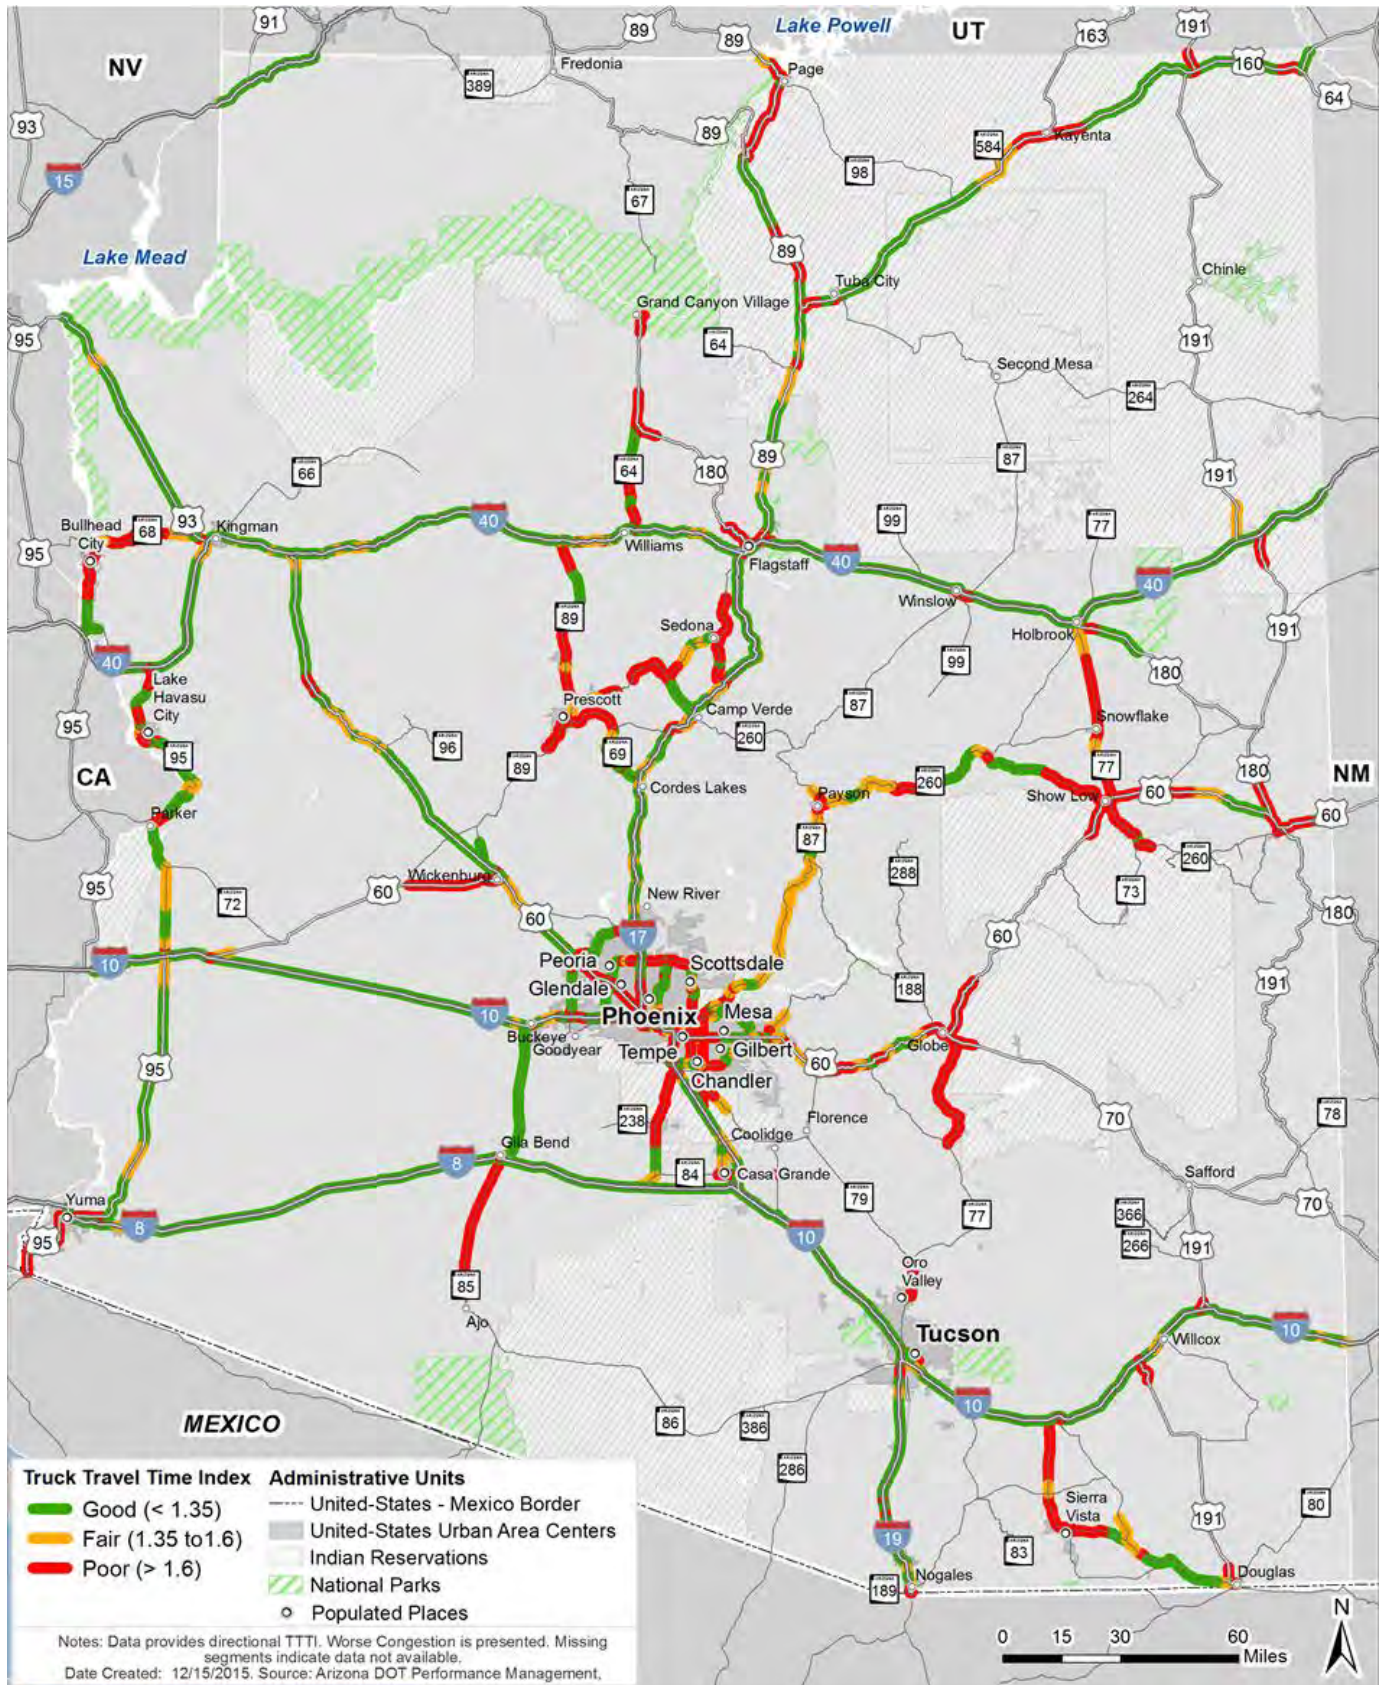 Lake Powell
UT
NV
91
89
89
163
191
Fredonia
Page
389
160
64
93
89
Kayenta
584
98
15
67
Lake Mead
89
Chinle
Tuba City
Grand Canyon Village
95
64
191
Second Mesa
264
89
87
66
64
180
191
Bullhead
City
68
93
Kingman
40
99
77
95
Williams
Flagstaff
40
40
Winslow
89
Sedona
Holbrook
191
40
99
180
Lake
Havasu
City
Prescott
Camp Verde
87
Snowflake
95
95
96
69
260
89
77
CA
Cordes Lakes
Payson
260
Show Low
60
180
NM
60
Parker
87
260
288
73
95
72
60
Wickenburg
New River
60
17
180
60
10
Peoria
Scottsdale
Glendale
188
191
10
Phoenix
Mesa
Buckeye
Goodyear
Tempe
Gilbert
60
Globe
95
Chandler
238
Florence
70
78
Coolidge
Gila Bend
8
84
Casa Grande
Safford
79
Yuma
77
366
70
95
8
10
266
191
Oro
Valley
85
Ajo
Tucson
10
Willcox
10
86
386
MEXICO
286
80
Sierra
Vista
191
19
83
189
Nogales
Douglas
Truck Travel Time Index
Good (< 1.35)
Fair (1.35 to1.6)
Poor (> 1.6)
Administrative Units
United-States - Mexico Border
United-States Urban Area Centers
Indian Reservations
National Parks
Populated Places
Notes: Data provides directional TTTI. Worse Congestion is presented. Missing
segments indicate data not available.
Date Created: 12/15/2015. Source: Arizona DOT Performance Management,
N
0 15 30 60
Miles